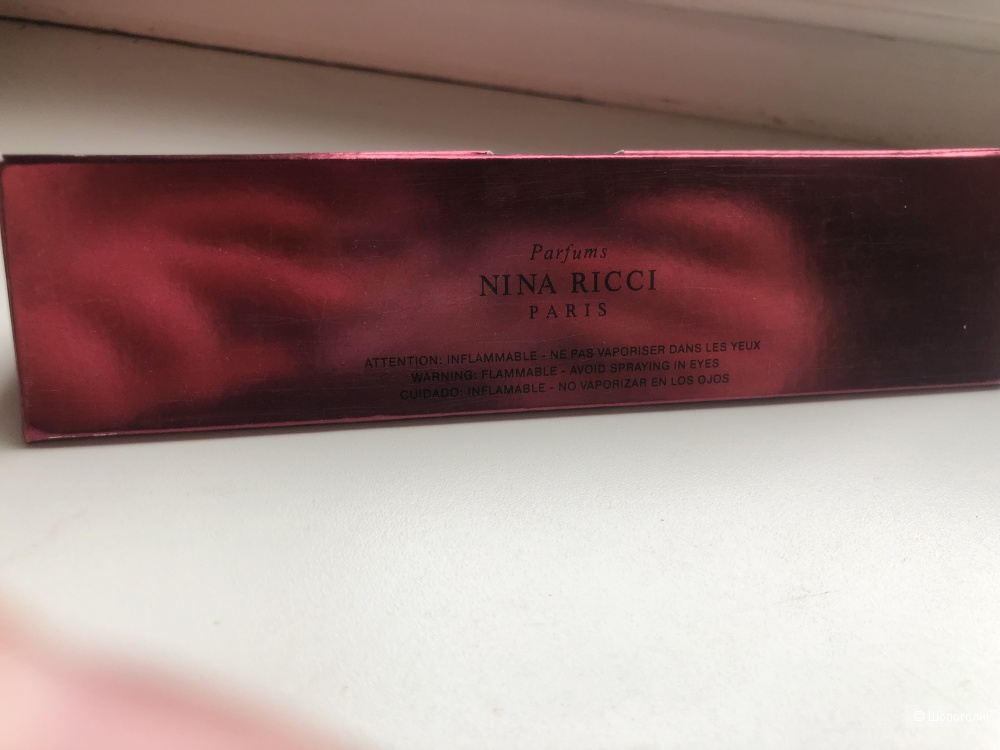 Parfums
NINA RICCI
PARIS
ATTENTION: INFLAMMABLE - NE PAS VAPORISER DANS LES YEUX
WARNING: FLAMMABLE - AVOID SPRAYING IN EYES
CUIDADO: INFLAMABLE - NO VAPORIZAR EN LOS OJOS
© Шопоголик